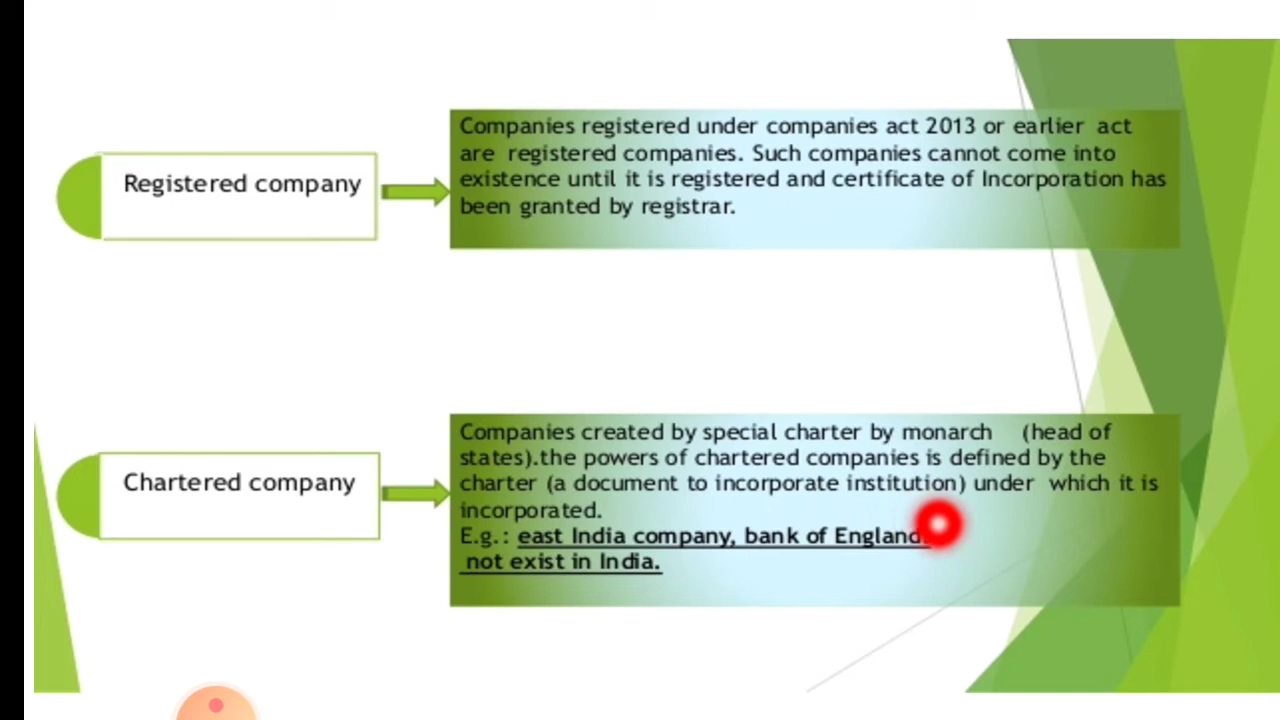 Registered company
Companies registered under companies act 2013 or earlier act
are registered companies. Such companies cannot come into
existence until it is registered and certificate of Incorporation has
been granted by registrar.
Chartered company
Companies created by special charter by monarch (head of
states).the powers of chartered companies is defined by the
charter (a document to incorporate institution) under which it is
incorporated.
E.g.: east India company, bank of England.
not exist in India.